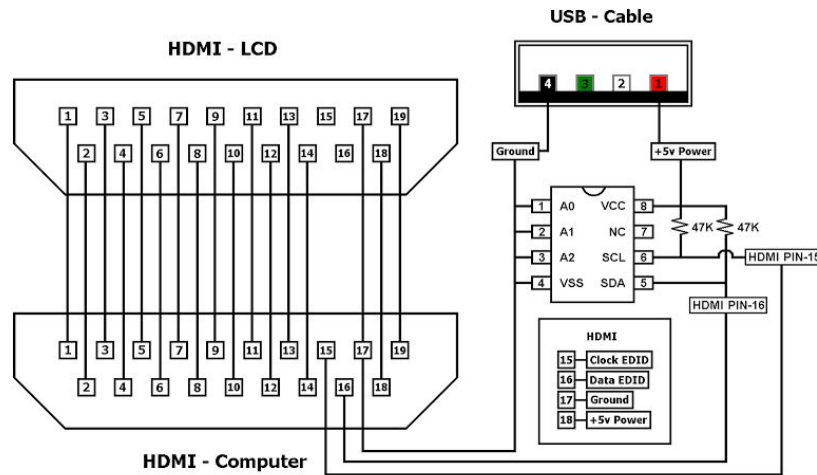 USB - Cable
HDMI - LCD
4 3 2 1
1 3 5 7 9 11 13 15 17 19
2 4 6 8 10 12 14 16 18
Ground
+5v Power
1 A0 VCC 8
2 A1 NC 7
3 A2 SCL 6
4 VSS SDA 5
47K 47K
HDMI PIN-15
HDMI PIN-16
1 3 5 7 9 11 13 15 17 19
2 4 6 8 10 12 14 16 18
HDMI
15 Clock EDID
16 Data EDID
17 Ground
18 +5v Power
HDMI - Computer